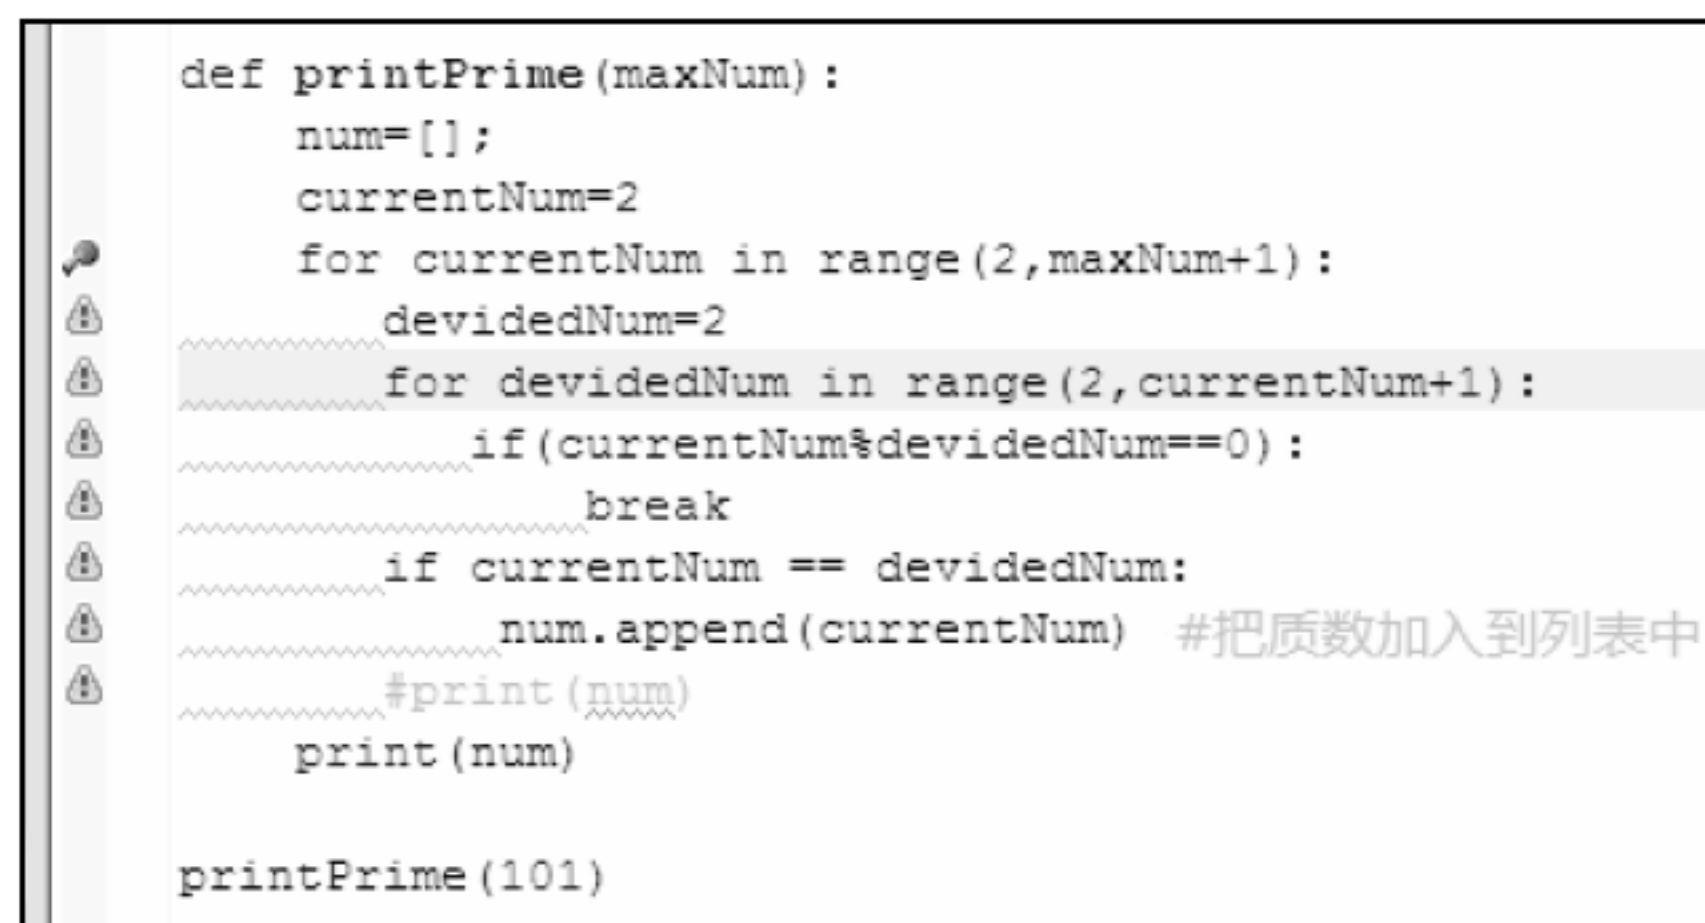 def printPrime(maxNum):
    num=[];
    currentNum=2
    for currentNum in range(2,maxNum+1):
       devidedNum=2
       for devidedNum in range(2,currentNum+1):
          if(currentNum%devidedNum==0):
              break
       if currentNum == devidedNum:
           num.append(currentNum) #把质数加入到列表中
       #print(num)
    print(num)

printPrime(101)